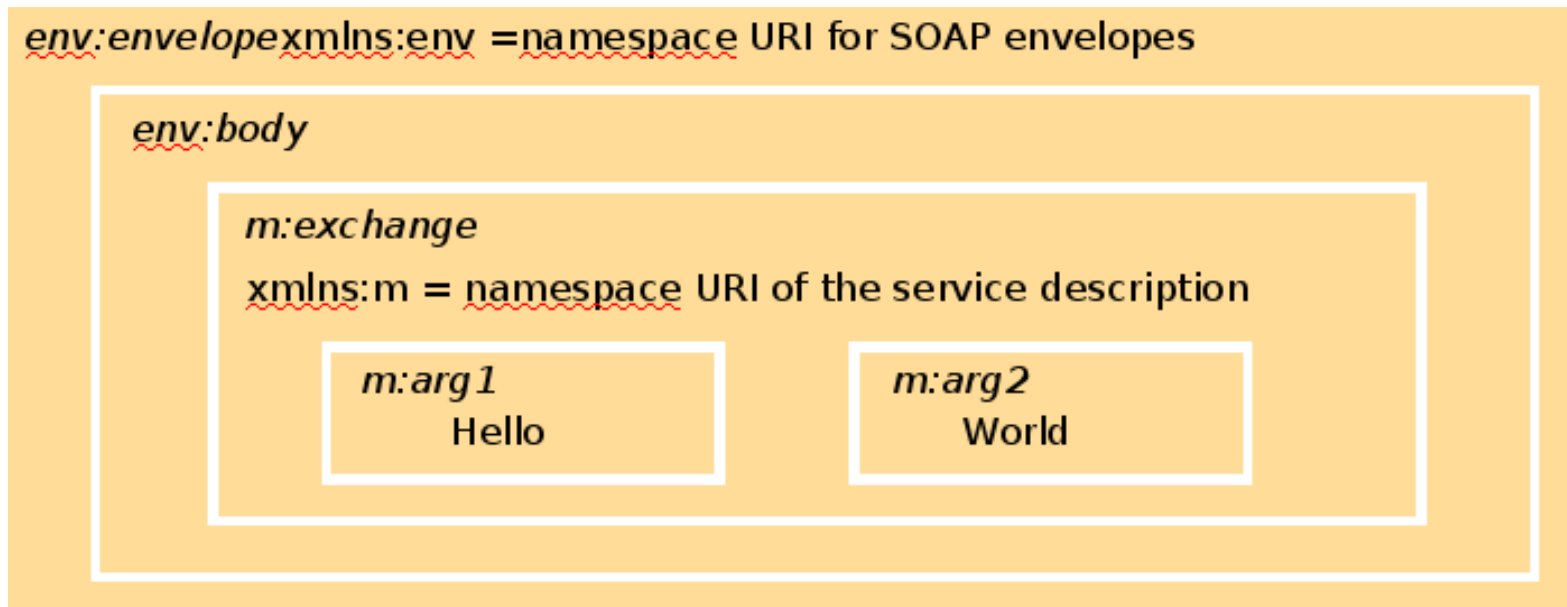 env:envelopexmlns:env =namespace URI for SOAP envelopes
env:body
m:exchange
xmlns:m = namespace URI of the service description
m:arg1
Hello
m:arg2
World